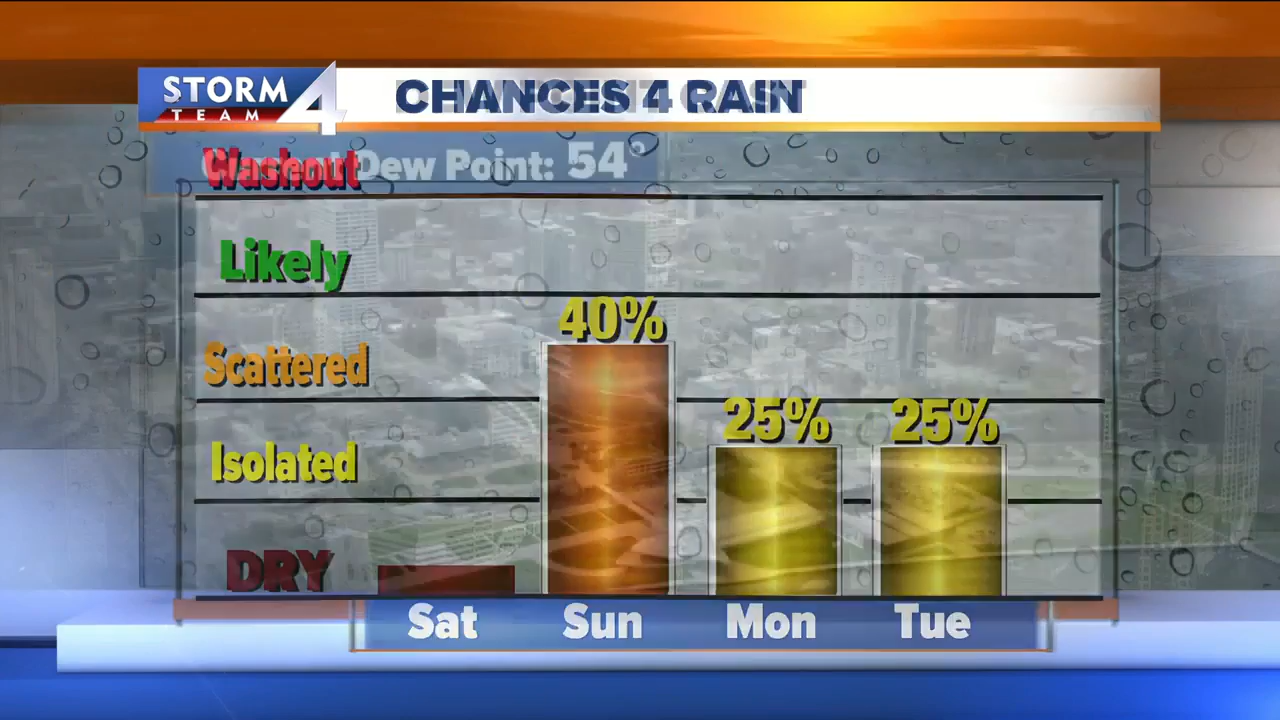 STORM
TEAM
4
CHANCES 4 RAIN
Dew Point: 54°
Washout
Likely
Scattered
Isolated
DRY
40%
25%
25%
Sat
Sun
Mon
Tue